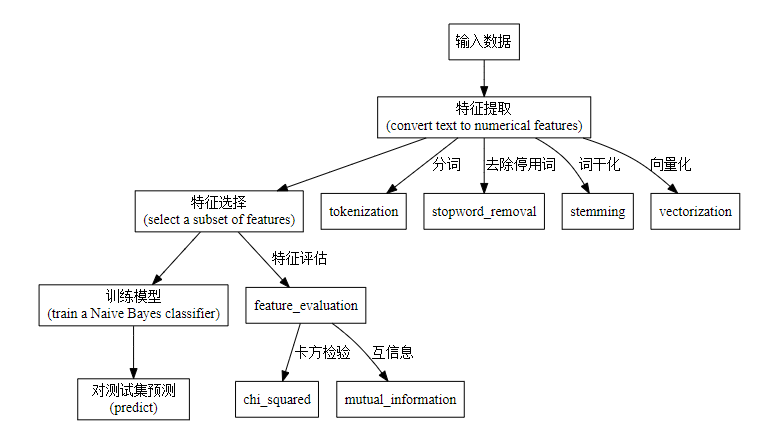 输入数据
特征提取
(convert text to numerical features)
分词
去除停用词
词干化
向量化
特征选择
(select a subset of features)
tokenization
stopword_removal
stemming
vectorization
特征评估
训练模型
(train a Naive Bayes classifier)
feature_evaluation
卡方检验
互信息
对测试集预测
(predict)
chi_squared
mutual_information